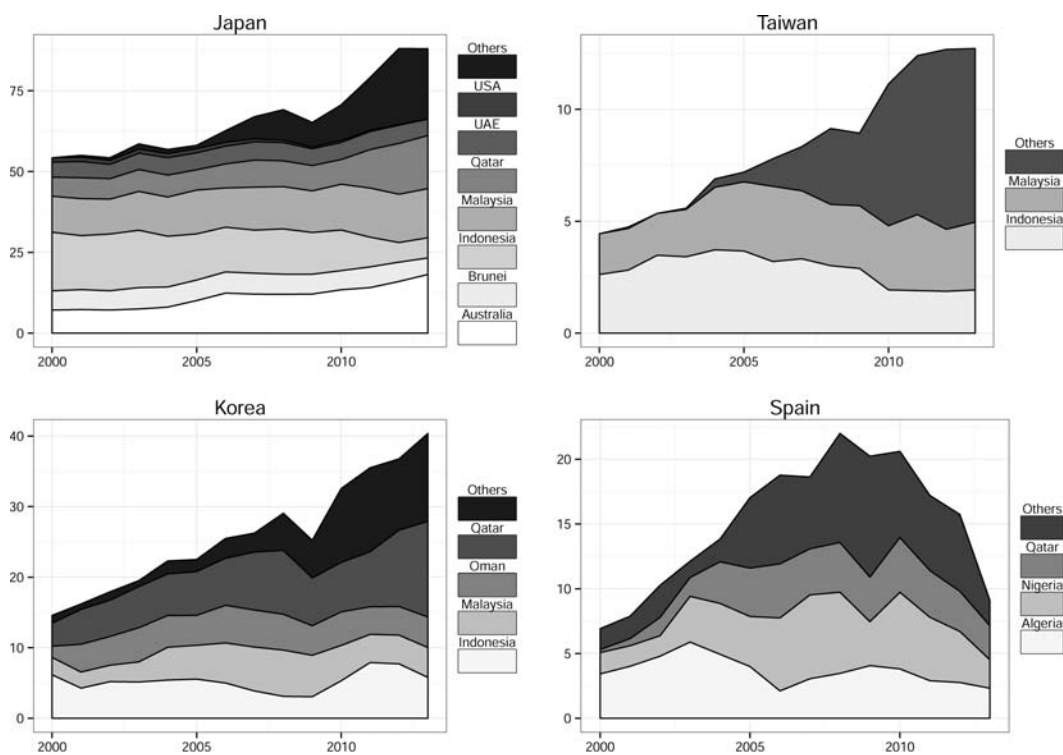 Japan
75
50
25
0
2000
2005
2010
Others
USA
UAE
Qatar
Malaysia
Indonesia
Brunei
Australia
Taiwan
10
5
0
2000
2005
2010
Others
Malaysia
Indonesia
Korea
40
30
20
10
0
2000
2005
2010
Others
Qatar
Oman
Malaysia
Indonesia
Spain
20
15
10
5
0
2000
2005
2010
Others
Qatar
Nigeria
Algeria